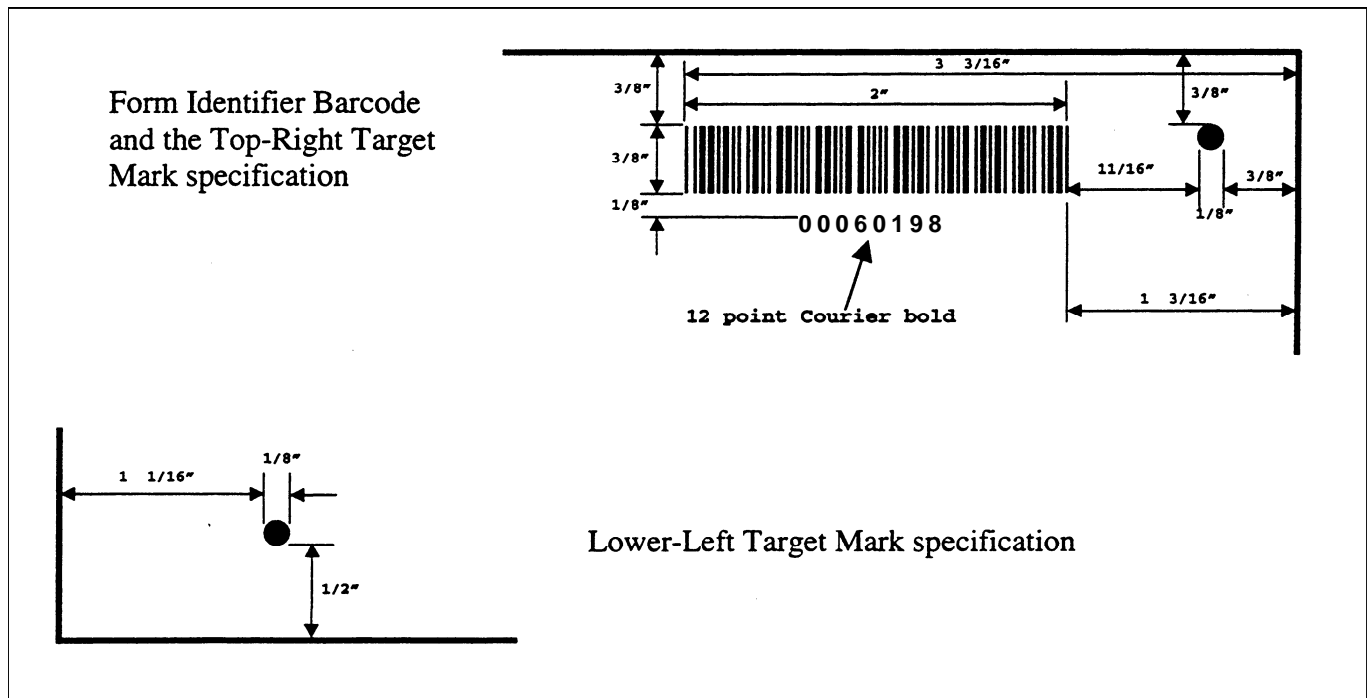 Form Identifier Barcode
and the Top-Right Target
Mark specification
3 3/16″
3/8″
2″
3/8″
3/8″
11/16″
3/8″
1/8″
1/8″
00060198
1 3/16″
12 point Courier bold
1/8″
1 1/16″
Lower-Left Target Mark specification
1/2″